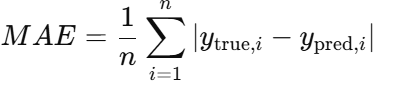 MAE = \frac{1}{n} \sum_{i=1}^{n} |y_{\text{true},i} - y_{\text{pred},i}|